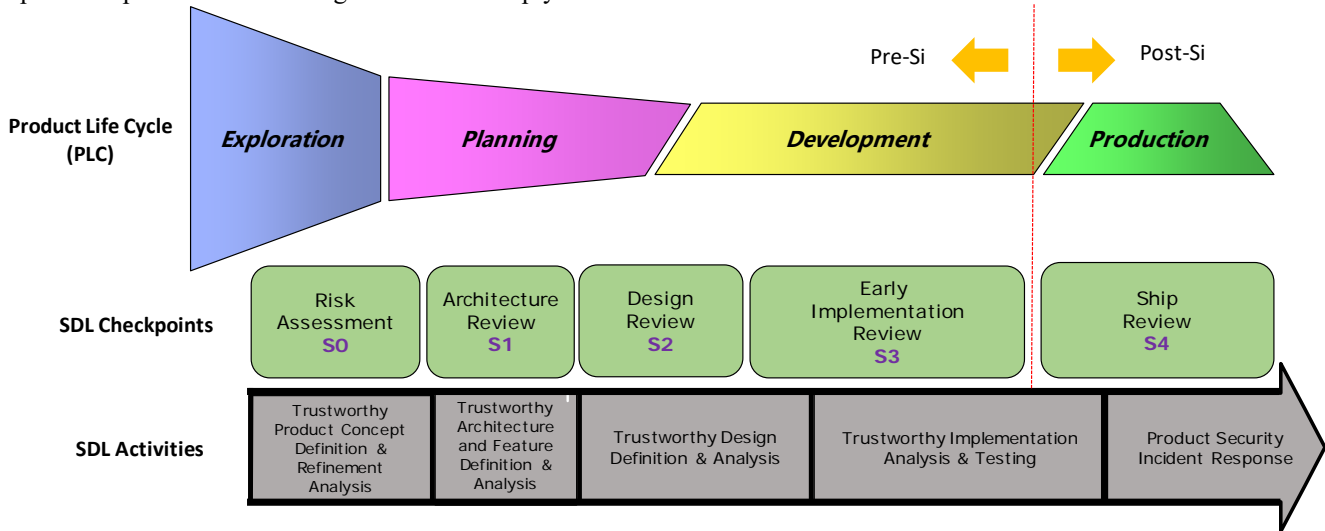 Pre-Si
Post-Si
Product Life Cycle
(PLC)
Exploration
Planning
Development
Production
SDL Checkpoints
Risk
Assessment
S0
Architecture
Review
S1
Design
Review
S2
Early
Implementation
Review
S3
Ship
Review
S4
SDL Activities
Trustworthy
Product Concept
Definition &
Refinement
Analysis
Trustworthy
Architecture
and Feature
Definition &
Analysis
Trustworthy Design
Definition & Analysis
Trustworthy Implementation
Analysis & Testing
Product Security
Incident Response